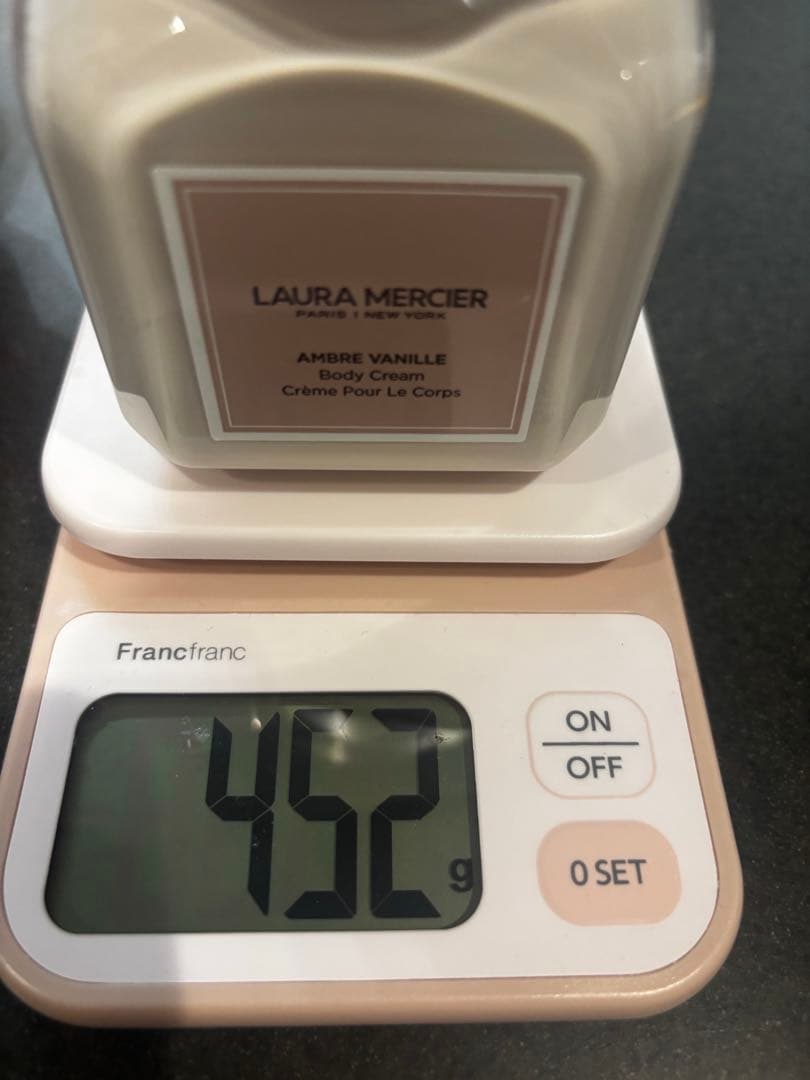 LAURA MERCIER
PARIS | NEW YORK
AMBRE VANILLE
Body Cream
Crème Pour Le Corps
Francfranc
452 g
ON
OFF
0 SET